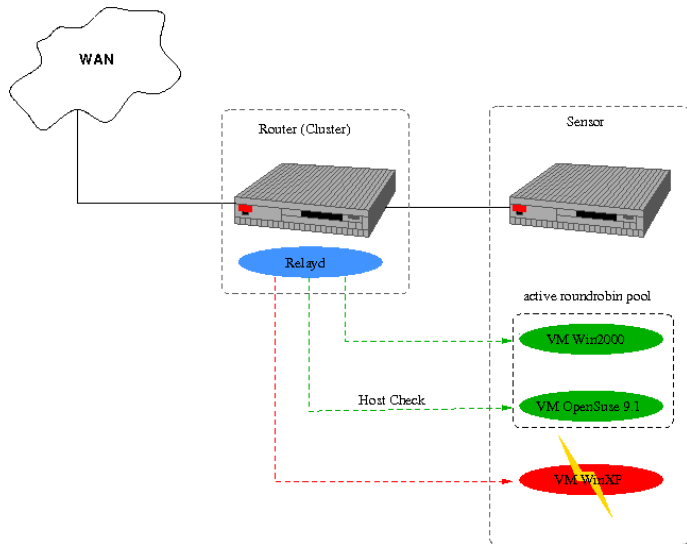 WAN
Router (Cluster)
Sensor
Relayd
active roundrobin pool
VM Win2000
Host Check
VM OpenSuse 9.1
VM WinXP